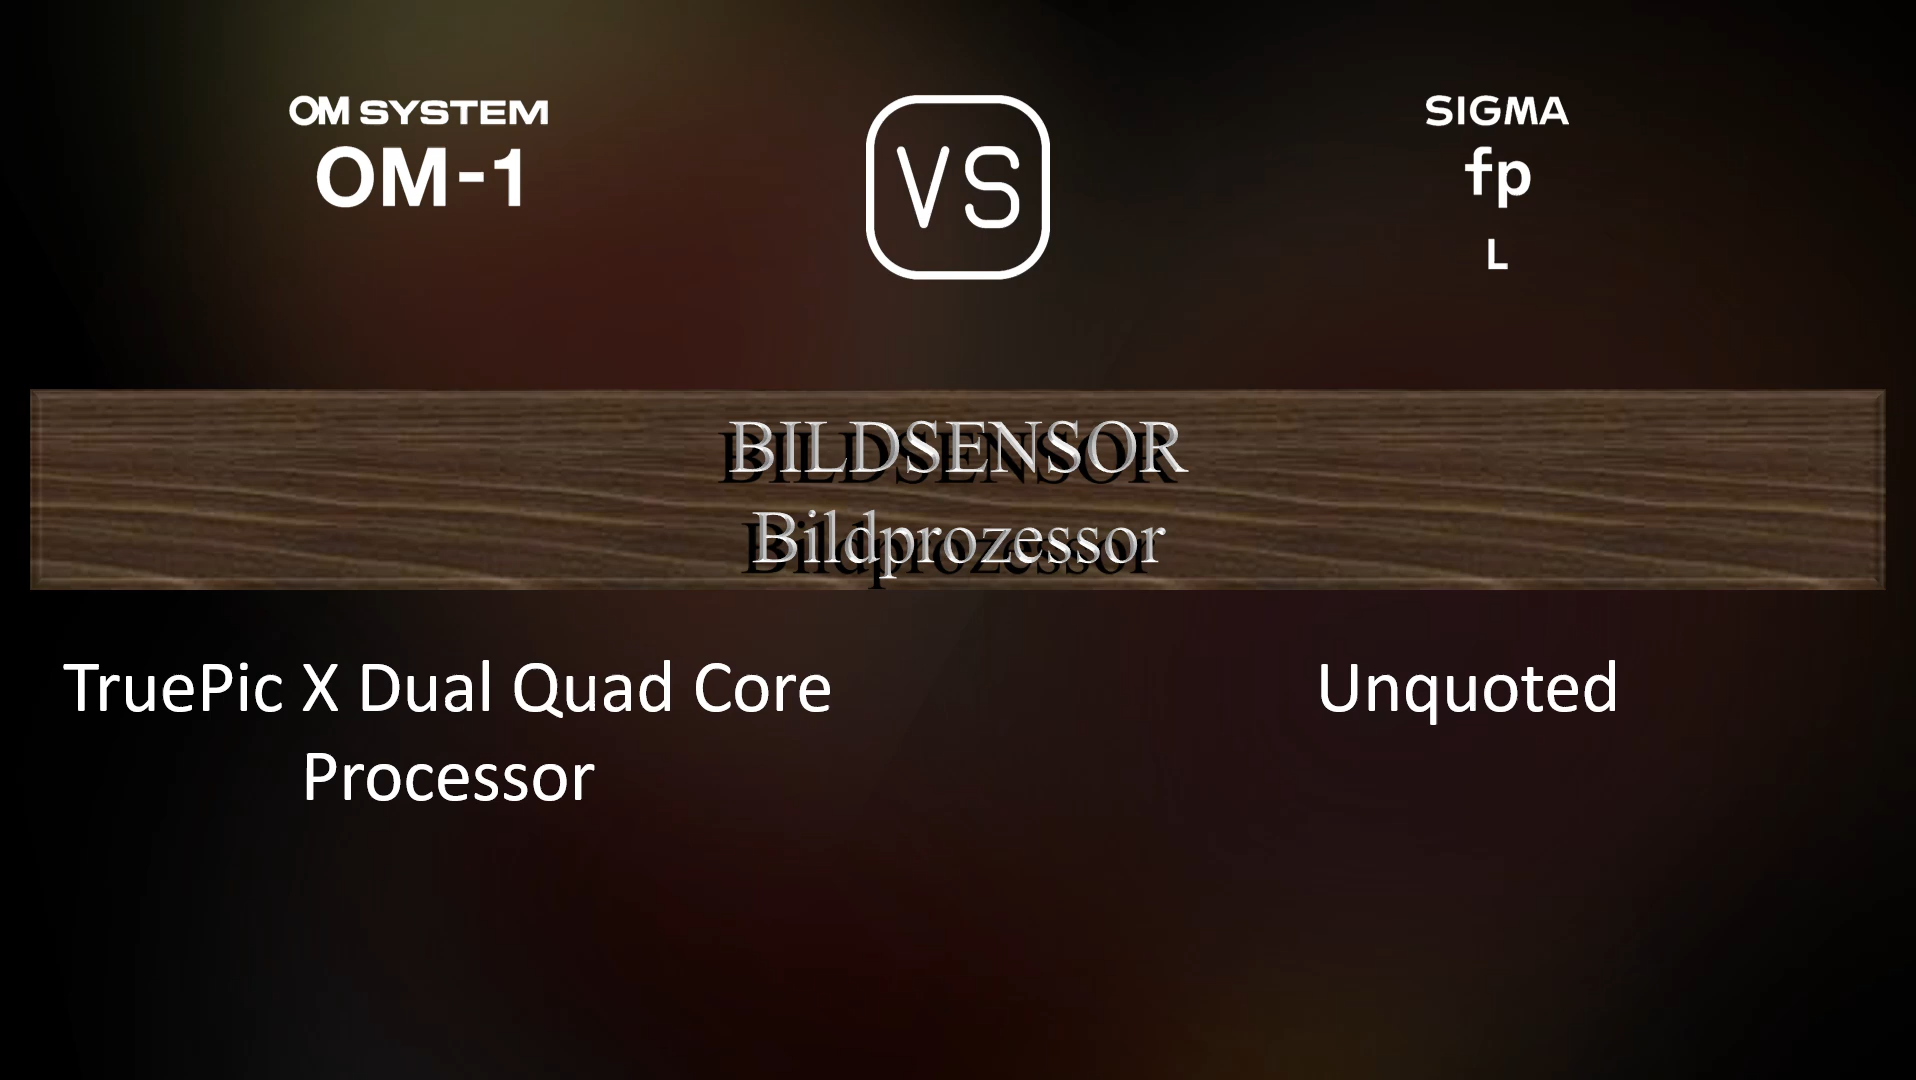 OM SYSTEM
OM-1
VS
SIGMA
fp
L
BILDSENSOR
Bildprozessor
TruePic X Dual Quad Core
Processor
Unquoted